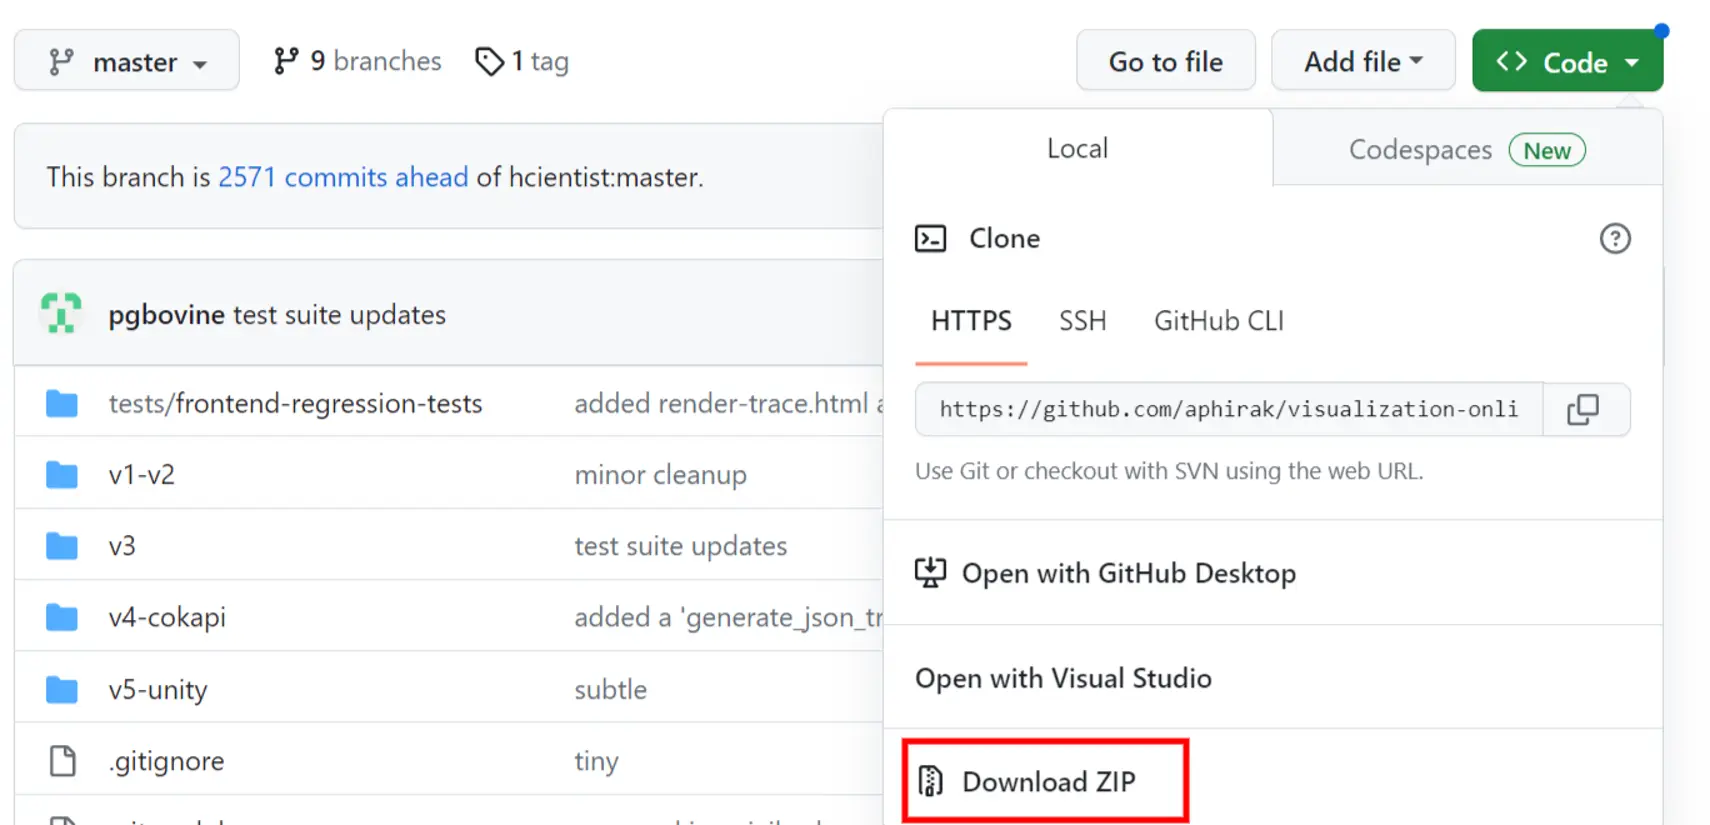 master 9 branches 1 tag Go to file Add file Code
This branch is 2571 commits ahead of hcientist:master.
pgbovine test suite updates
tests/frontend-regression-tests added render-trace.html
v1-v2 minor cleanup
v3 test suite updates
v4-cokapi added a 'generate_json_tr
v5-unity subtle
.gitignore tiny
Local Codespaces New
Clone
HTTPS SSH GitHub CLI
https://github.com/aphirak/visualization-onli
Use Git or checkout with SVN using the web URL.
Open with GitHub Desktop
Open with Visual Studio
Download ZIP